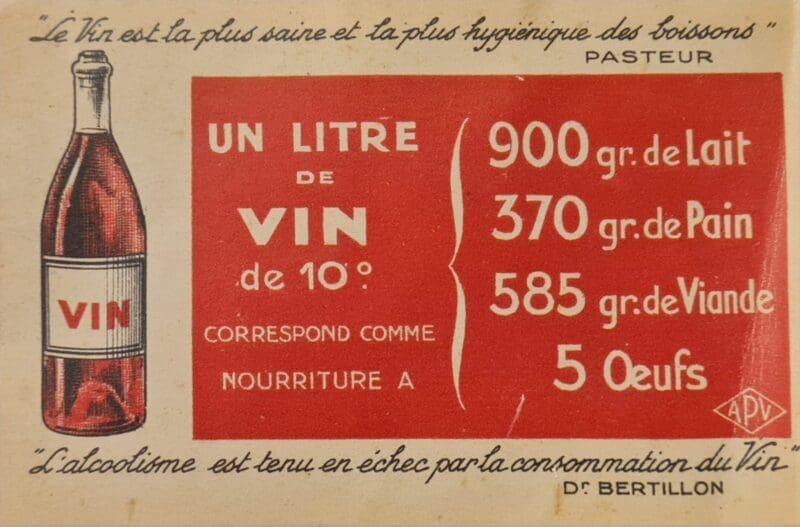 "Le Vin est la plus saine et la plus hygiénique des boissons"
PASTEUR
UN LITRE
DE
VIN
de 10°
CORRESPOND COMME
NOURRITURE A
900 gr. de Lait
370 gr. de Pain
585 gr. de Viande
5 Oeufs
VIN
APV
"L'alcoolisme est tenu en échec par la consommation du Vin"
Dr BERTILLON